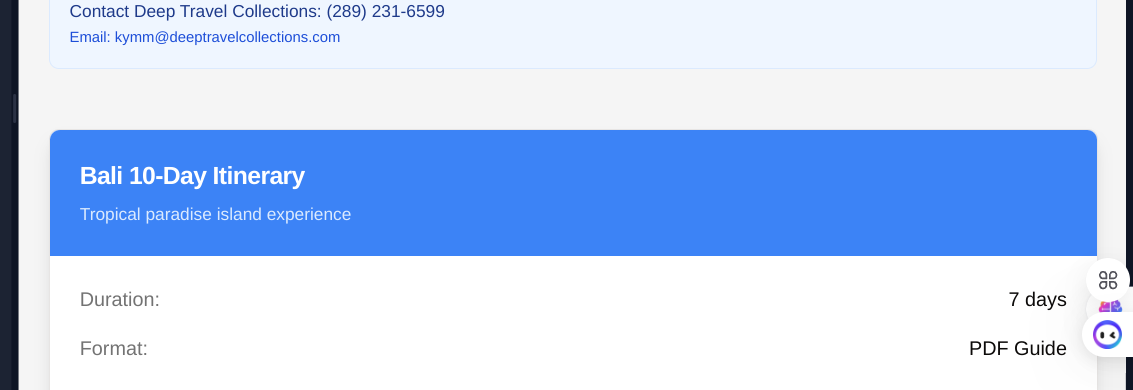 Contact Deep Travel Collections: (289) 231-6599
Email: kymm@deeptravelcollections.com
Bali 10-Day Itinerary
Tropical paradise island experience
Duration: 7 days
Format: PDF Guide